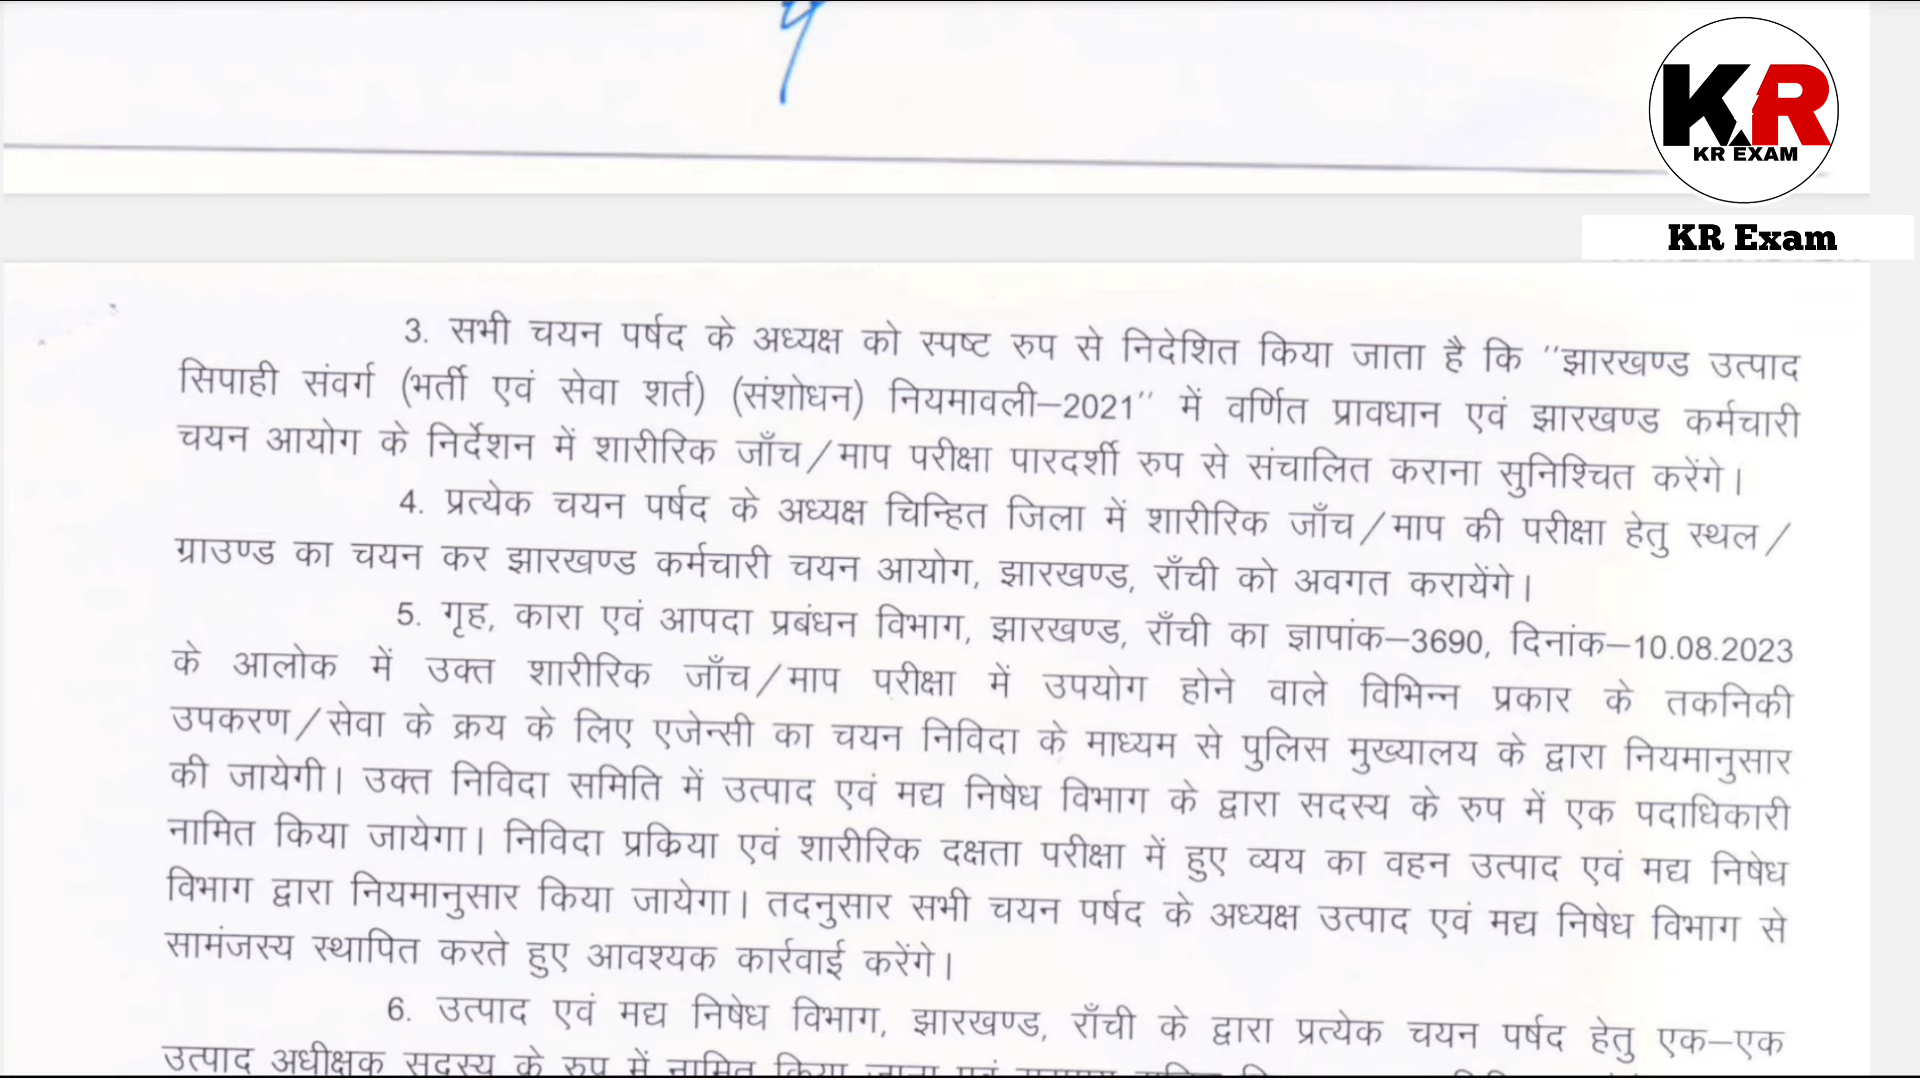 KR
KR EXAM
KR Exam
3. सभी चयन पर्षद के अध्यक्ष को स्पष्ट रुप से निदेशित किया जाता है कि ''झारखण्ड उत्पाद
सिपाही संवर्ग (भर्ती एवं सेवा शर्त) (संशोधन) नियमावली–2021'' में वर्णित प्रावधान एवं झारखण्ड कर्मचारी
चयन आयोग के निर्देशन में शारीरिक जाँच/माप परीक्षा पारदर्शी रुप से संचालित कराना सुनिश्चित करेंगे।
4. प्रत्येक चयन पर्षद के अध्यक्ष चिन्हित जिला में शारीरिक जाँच/माप की परीक्षा हेतु स्थल/
ग्राउण्ड का चयन कर झारखण्ड कर्मचारी चयन आयोग, झारखण्ड, राँची को अवगत करायेंगे।
5. गृह, कारा एवं आपदा प्रबंधन विभाग, झारखण्ड, राँची का ज्ञापांक–3690, दिनांक–10.08.2023
के आलोक में उक्त शारीरिक जाँच/माप परीक्षा में उपयोग होने वाले विभिन्न प्रकार के तकनिकी
उपकरण/सेवा के क्रय के लिए एजेन्सी का चयन निविदा के माध्यम से पुलिस मुख्यालय के द्वारा नियमानुसार
की जायेगी। उक्त निविदा समिति में उत्पाद एवं मद्य निषेध विभाग के द्वारा सदस्य के रुप में एक पदाधिकारी
नामित किया जायेगा। निविदा प्रक्रिया एवं शारीरिक दक्षता परीक्षा में हुए व्यय का वहन उत्पाद एवं मद्य निषेध
विभाग द्वारा नियमानुसार किया जायेगा। तदनुसार सभी चयन पर्षद के अध्यक्ष उत्पाद एवं मद्य निषेध विभाग से
सामंजस्य स्थापित करते हुए आवश्यक कार्रवाई करेंगे।
6. उत्पाद एवं मद्य निषेध विभाग, झारखण्ड, राँची के द्वारा प्रत्येक चयन पर्षद हेतु एक–एक
उत्पाद अधीक्षक सदस्य के रुप में नामित किया जाता एवं